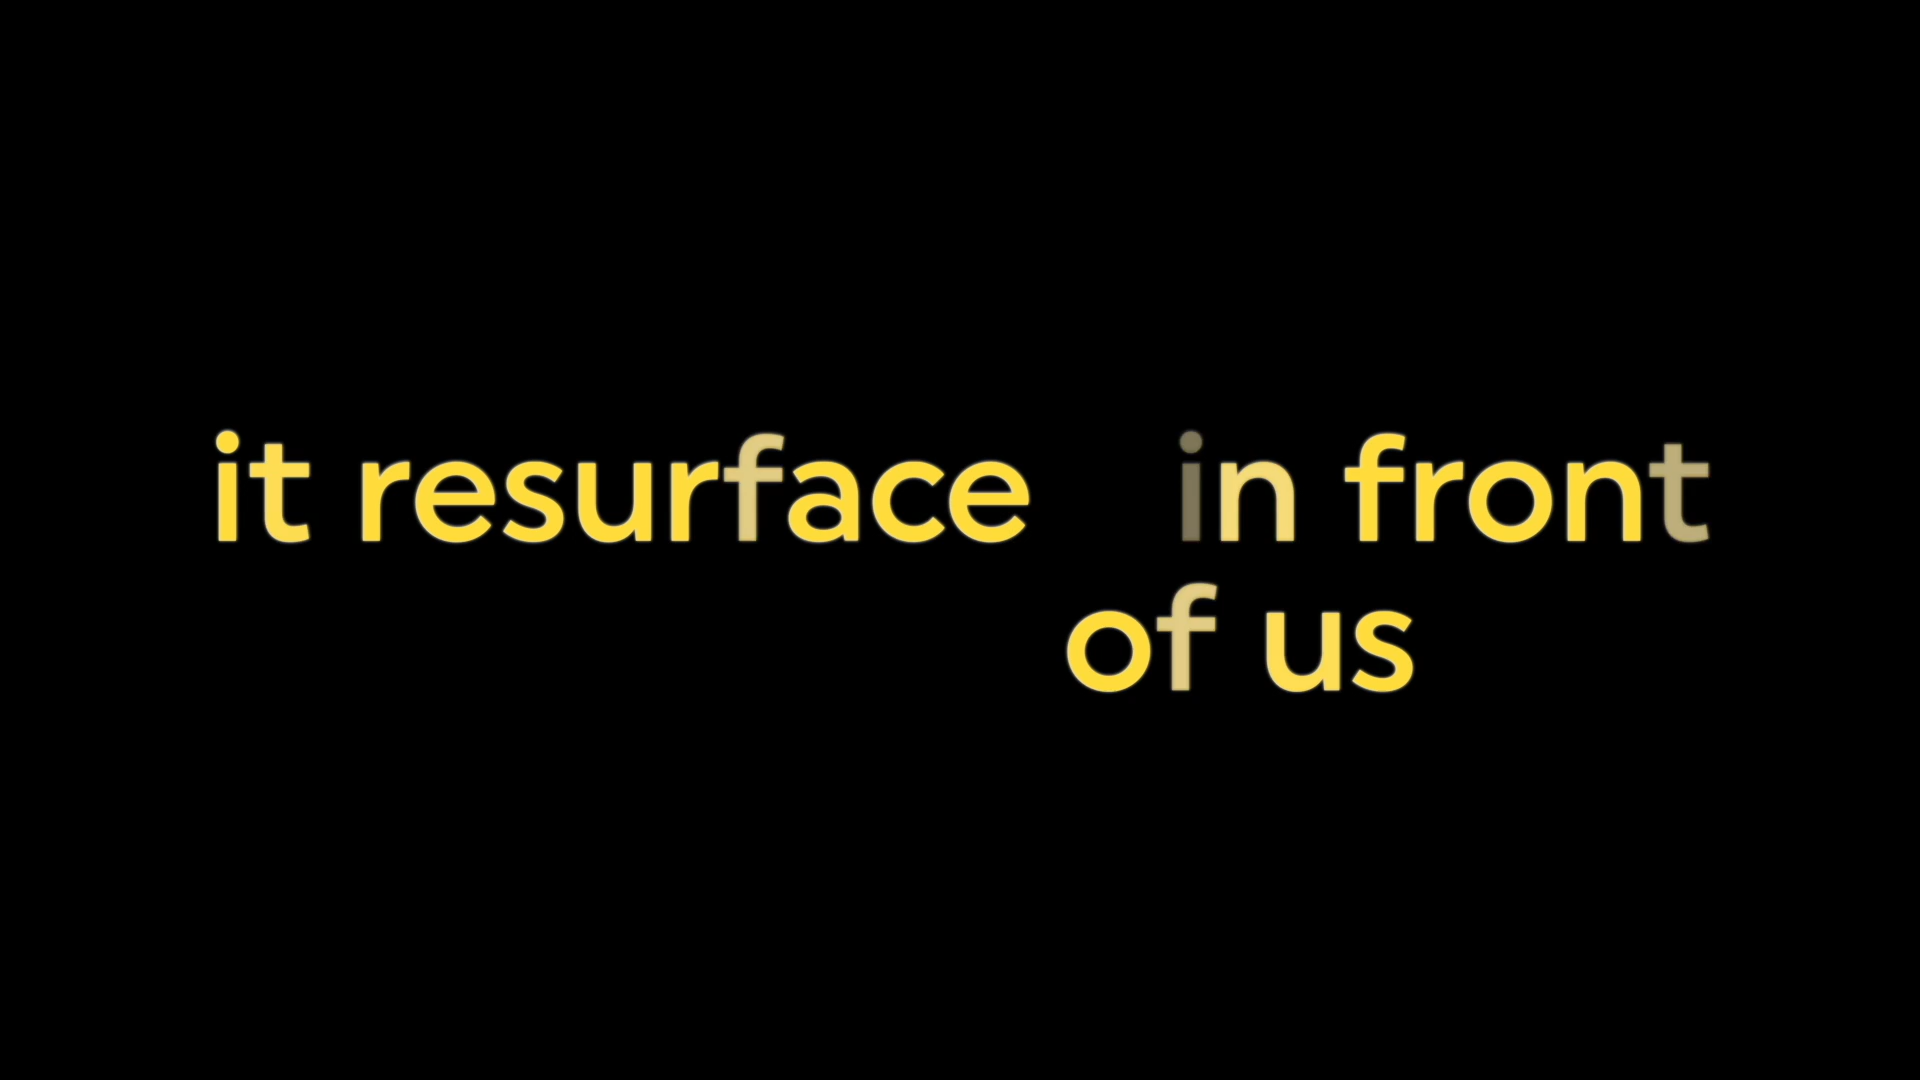 it resurface in front
of us